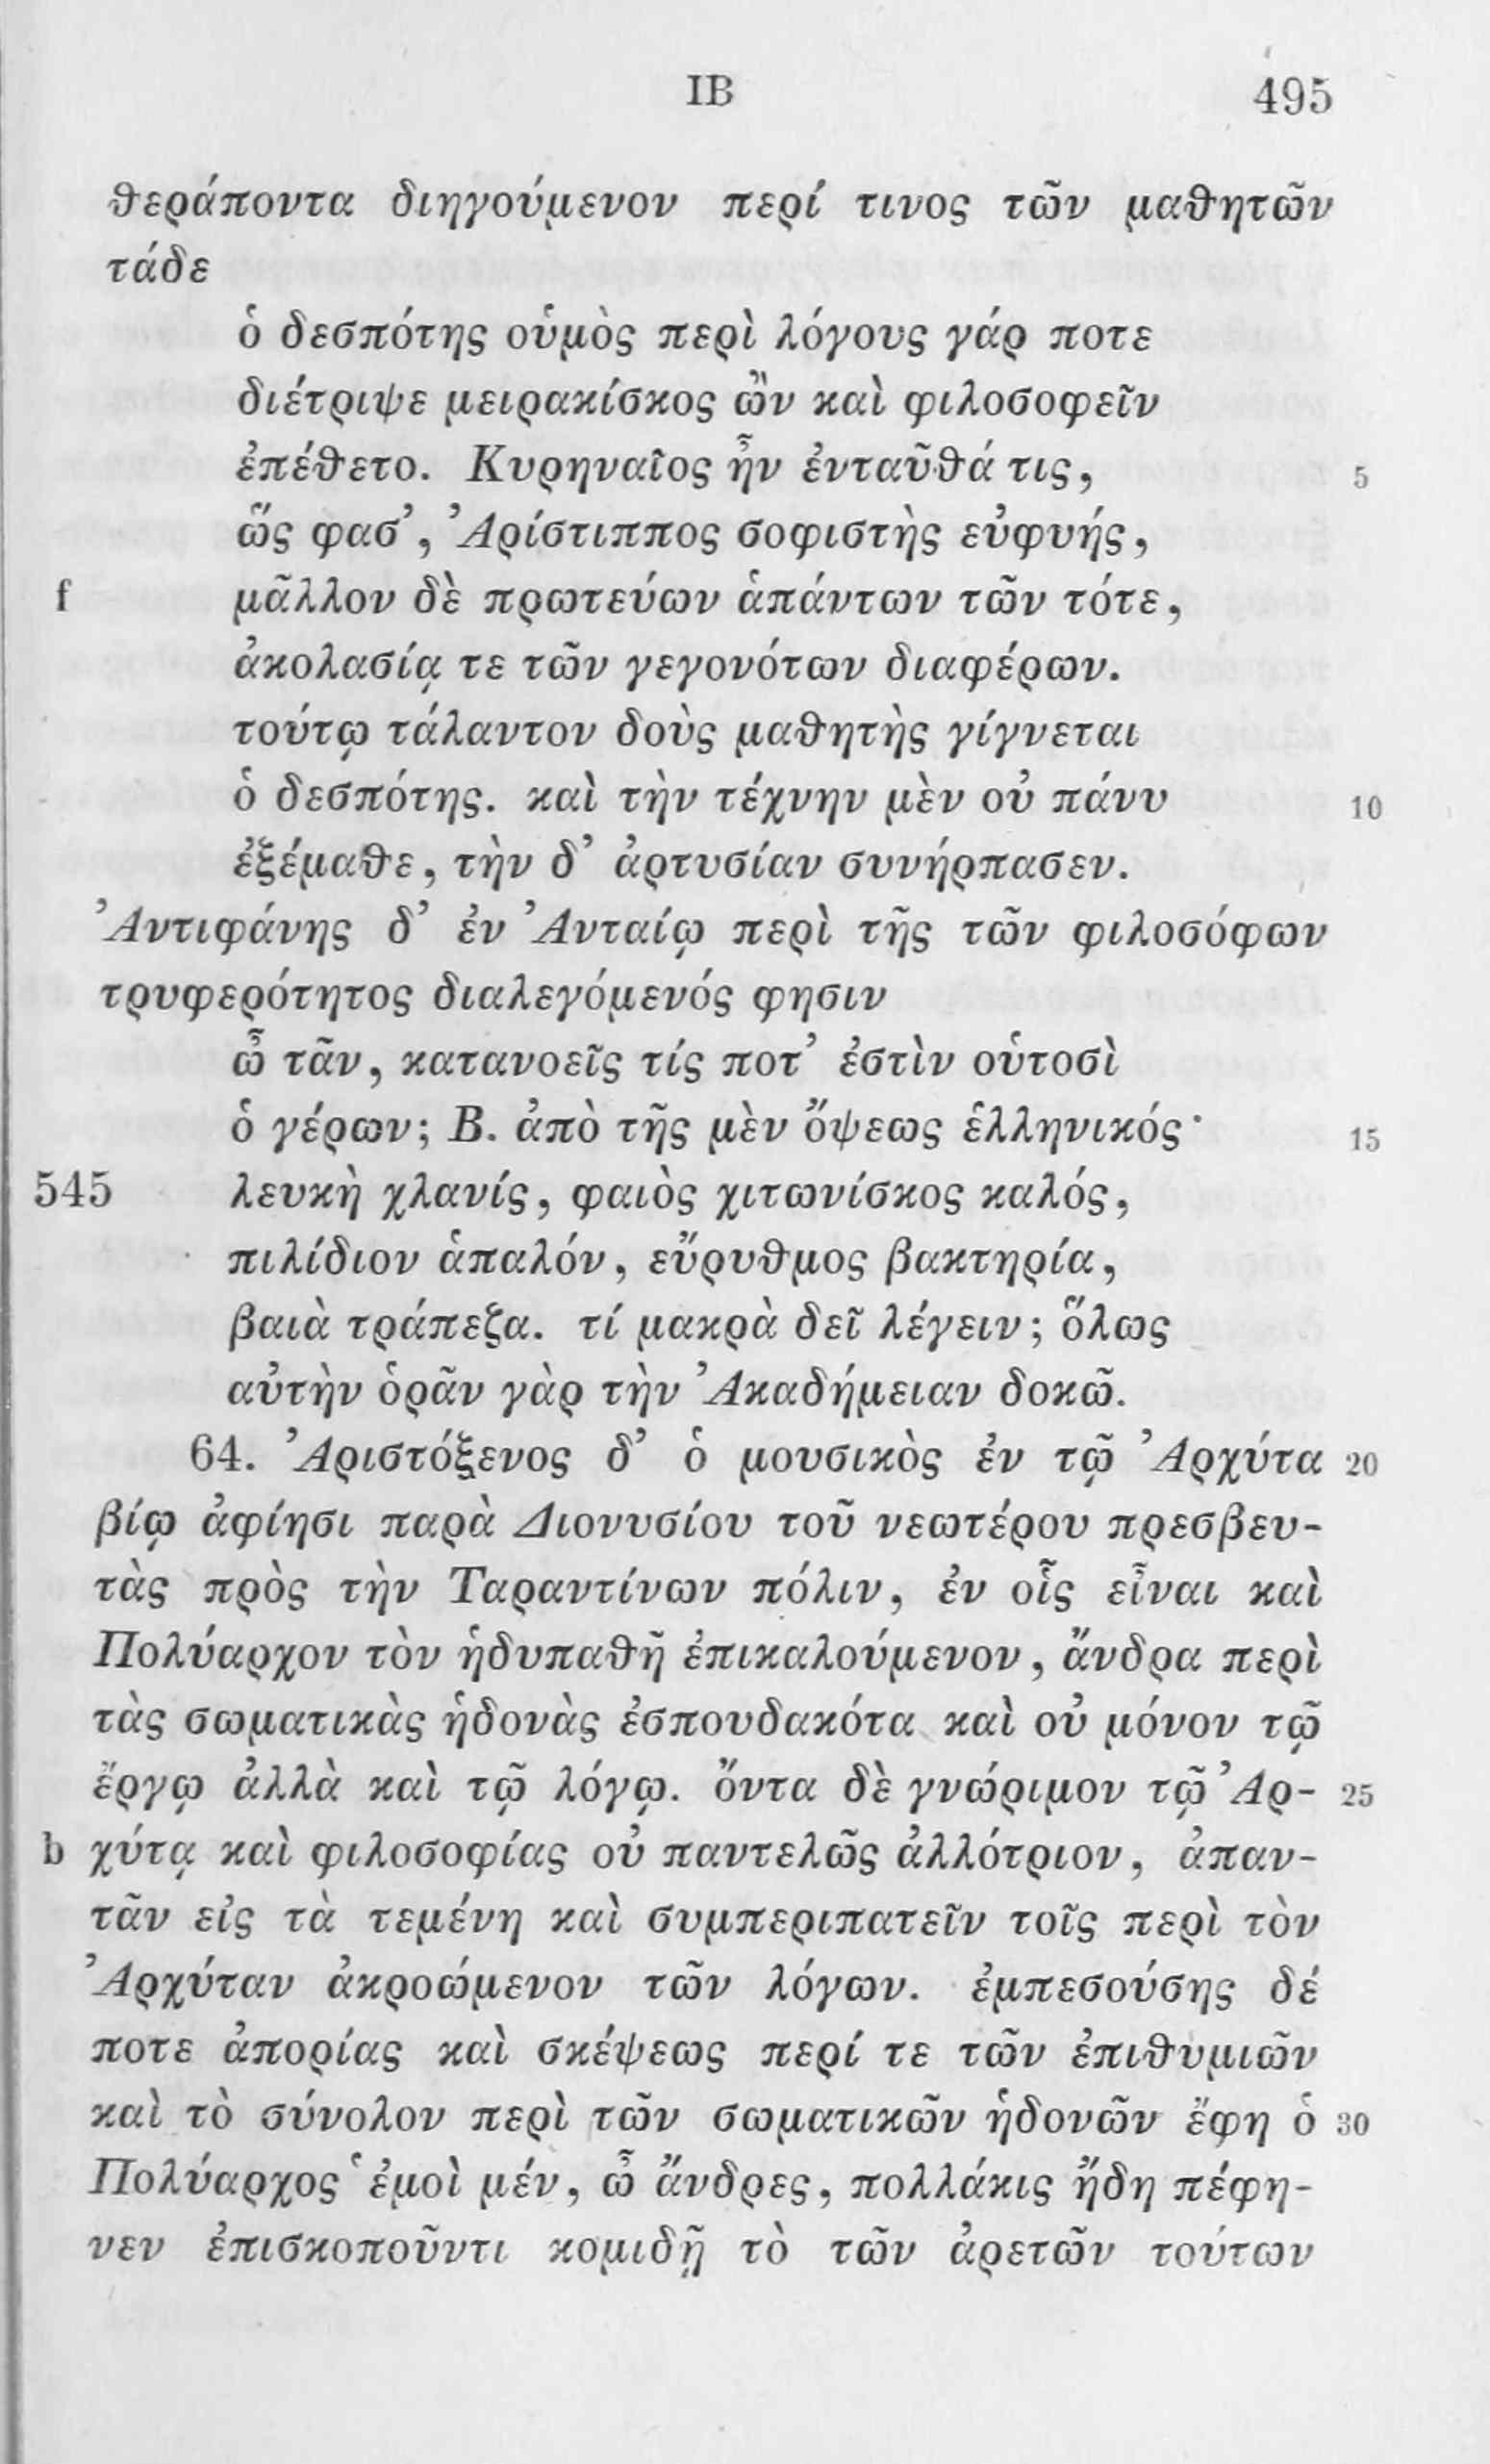 ΙΒ 495
θεράποντα διηγούμενον περί τινος τῶν μαθητῶν
τάδε
ὁ δεσπότης οὑμὸς περὶ λόγους γάρ ποτε
διέτριψε μειρακίσκος ὢν καὶ φιλοσοφεῖν
ἐπέθετο. Κυρηναῖος ἦν ἐνταῦθά τις, 5
ὥς φασ’, Ἀρίστιππος σοφιστὴς εὐφυής,
f μᾶλλον δὲ πρωτεύων ἁπάντων τῶν τότε,
ἀκολασίᾳ τε τῶν γεγονότων διαφέρων.
τούτῳ τάλαντον δοὺς μαθητὴς γίγνεται
ὁ δεσπότης. καὶ τὴν τέχνην μὲν οὐ πάνυ 10
ἐξέμαθε, τὴν δ’ ἀρτυσίαν συνήρπασεν.
Ἀντιφάνης δ’ ἐν Ἀνταίῳ περὶ τῆς τῶν φιλοσόφων
τρυφερότητος διαλεγόμενός φησιν
ὦ τᾶν, κατανοεῖς τίς ποτ’ ἐστὶν οὑτοσὶ
ὁ γέρων; Β. ἀπὸ τῆς μὲν ὄψεως ἑλληνικός· 15
545 λευκὴ χλανίς, φαιὸς χιτωνίσκος καλός,
πιλίδιον ἁπαλόν, εὔρυθμος βακτηρία,
βαιὰ τράπεζα. τί μακρὰ δεῖ λέγειν; ὅλως
αὐτὴν ὁρᾶν γὰρ τὴν Ἀκαδήμειαν δοκῶ.
64. Ἀριστόξενος δ’ ὁ μουσικὸς ἐν τῷ Ἀρχύτα 20
βίῳ ἀφίησι παρὰ Διονυσίου τοῦ νεωτέρου πρεσβευ-
τὰς πρὸς τὴν Ταραντίνων πόλιν, ἐν οἷς εἶναι καὶ
Πολύαρχον τὸν ἡδυπαθῆ ἐπικαλούμενον, ἄνδρα περὶ
τὰς σωματικὰς ἡδονὰς ἐσπουδακότα καὶ οὐ μόνον τῷ
ἔργῳ ἀλλὰ καὶ τῷ λόγῳ. ὄντα δὲ γνώριμον τῷ Ἀρ- 25
b χύτᾳ καὶ φιλοσοφίας οὐ παντελῶς ἀλλότριον, ἀπαν-
τᾶν εἰς τὰ τεμένη καὶ συμπεριπατεῖν τοῖς περὶ τὸν
Ἀρχύταν ἀκροώμενον τῶν λόγων. ἐμπεσούσης δέ
ποτε ἀπορίας καὶ σκέψεως περί τε τῶν ἐπιθυμιῶν
καὶ τὸ σύνολον περὶ τῶν σωματικῶν ἡδονῶν ἔφη ὁ 30
Πολύαρχος ‘ἐμοὶ μέν, ὦ ἄνδρες, πολλάκις ἤδη πέφη-
νεν ἐπισκοποῦντι κομιδῇ τὸ τῶν ἀρετῶν τούτων